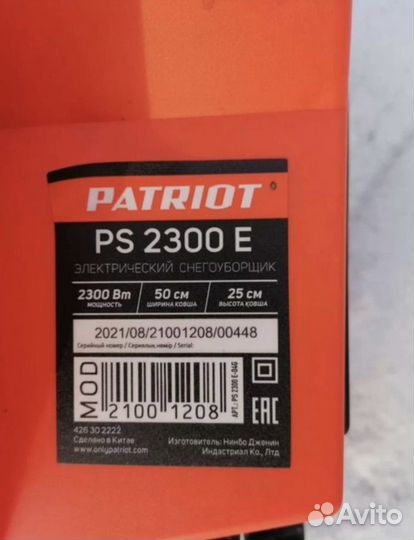 PATRIOT
PS 2300 E
ЭЛЕКТРИЧЕСКИЙ СНЕГОУБОРЩИК
2300 Вт 50 см 25 см
МОЩНОСТЬ ШИРИНА КОВША ВЫСОТА КОВША
2021/08/21001208/00448
Серийный номер / Сериялық нөмір / Serial:
MOD
2100 1208
АРТ.: PS 2300 E-04G
EAC
426 30 2222
Сделано в Китае
www.onlypatriot.com
Изготовитель: Нинбо Дженин
Индастриал Ко., Лтд
Avito